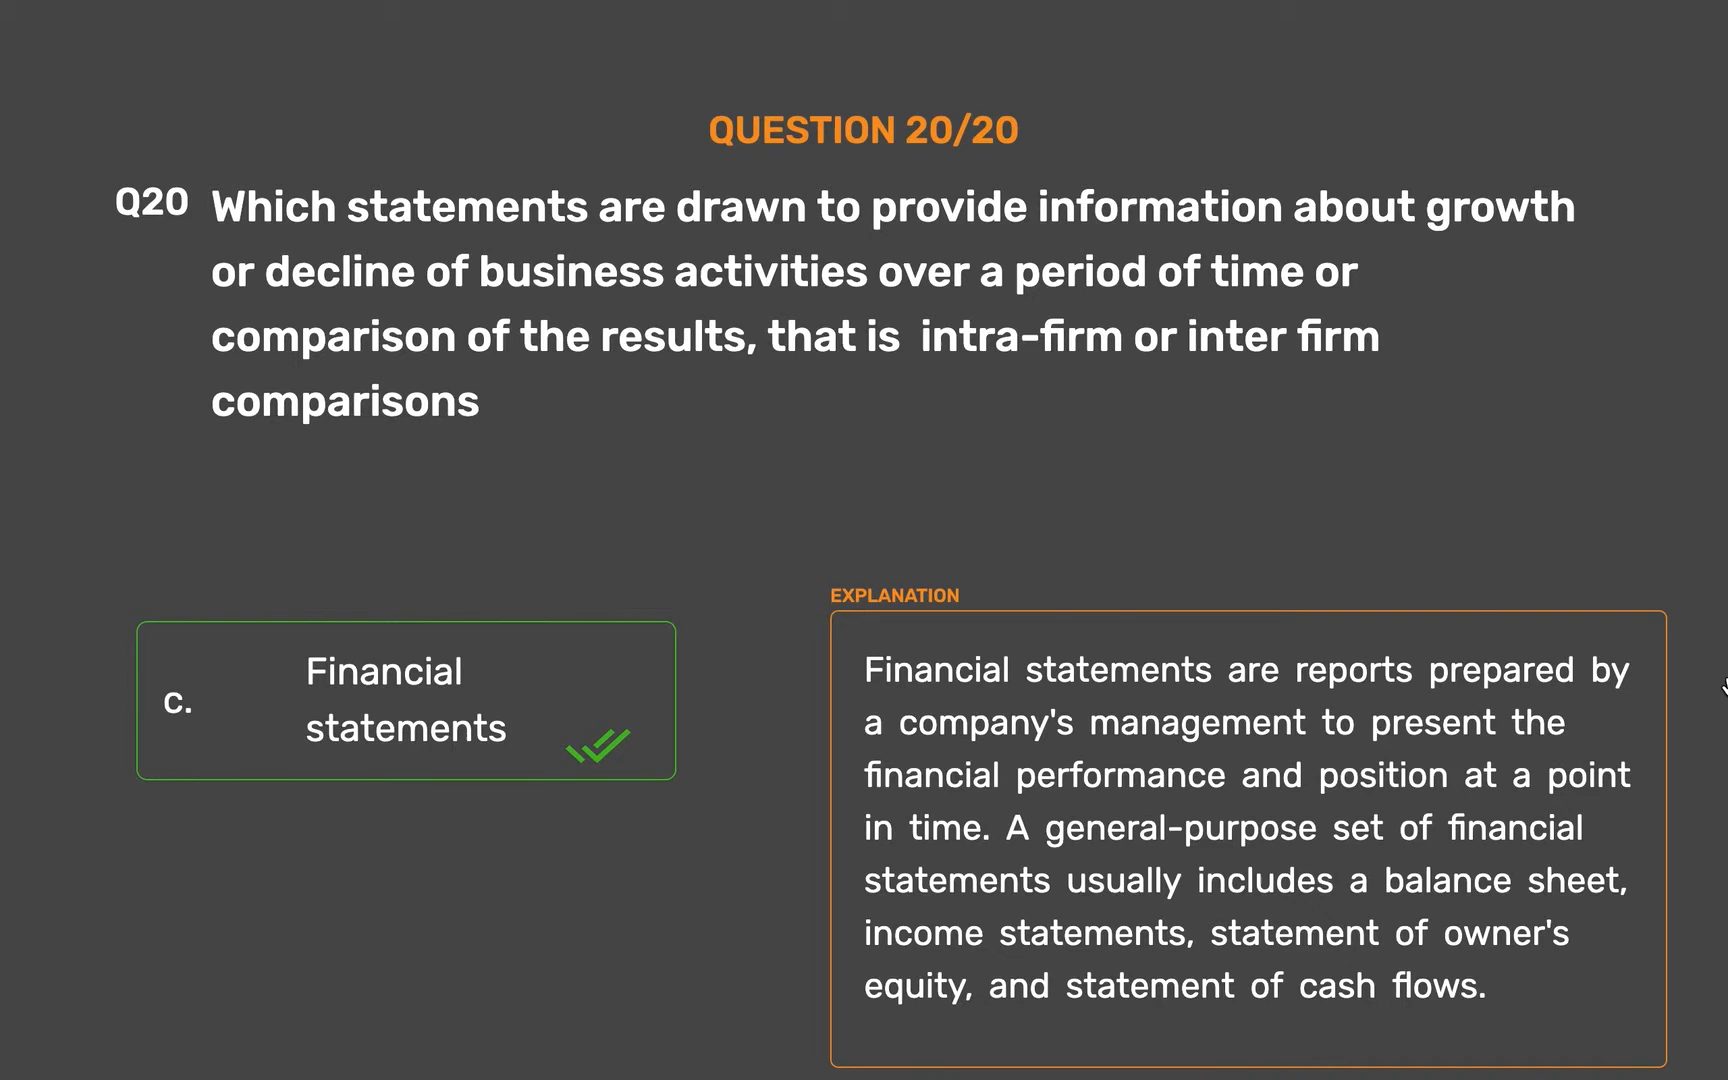 QUESTION 20/20
Q20 Which statements are drawn to provide information about growth
or decline of business activities over a period of time or
comparison of the results, that is intra-firm or inter firm
comparisons
c. Financial
statements
EXPLANATION
Financial statements are reports prepared by
a company's management to present the
financial performance and position at a point
in time. A general-purpose set of financial
statements usually includes a balance sheet,
income statements, statement of owner's
equity, and statement of cash flows.